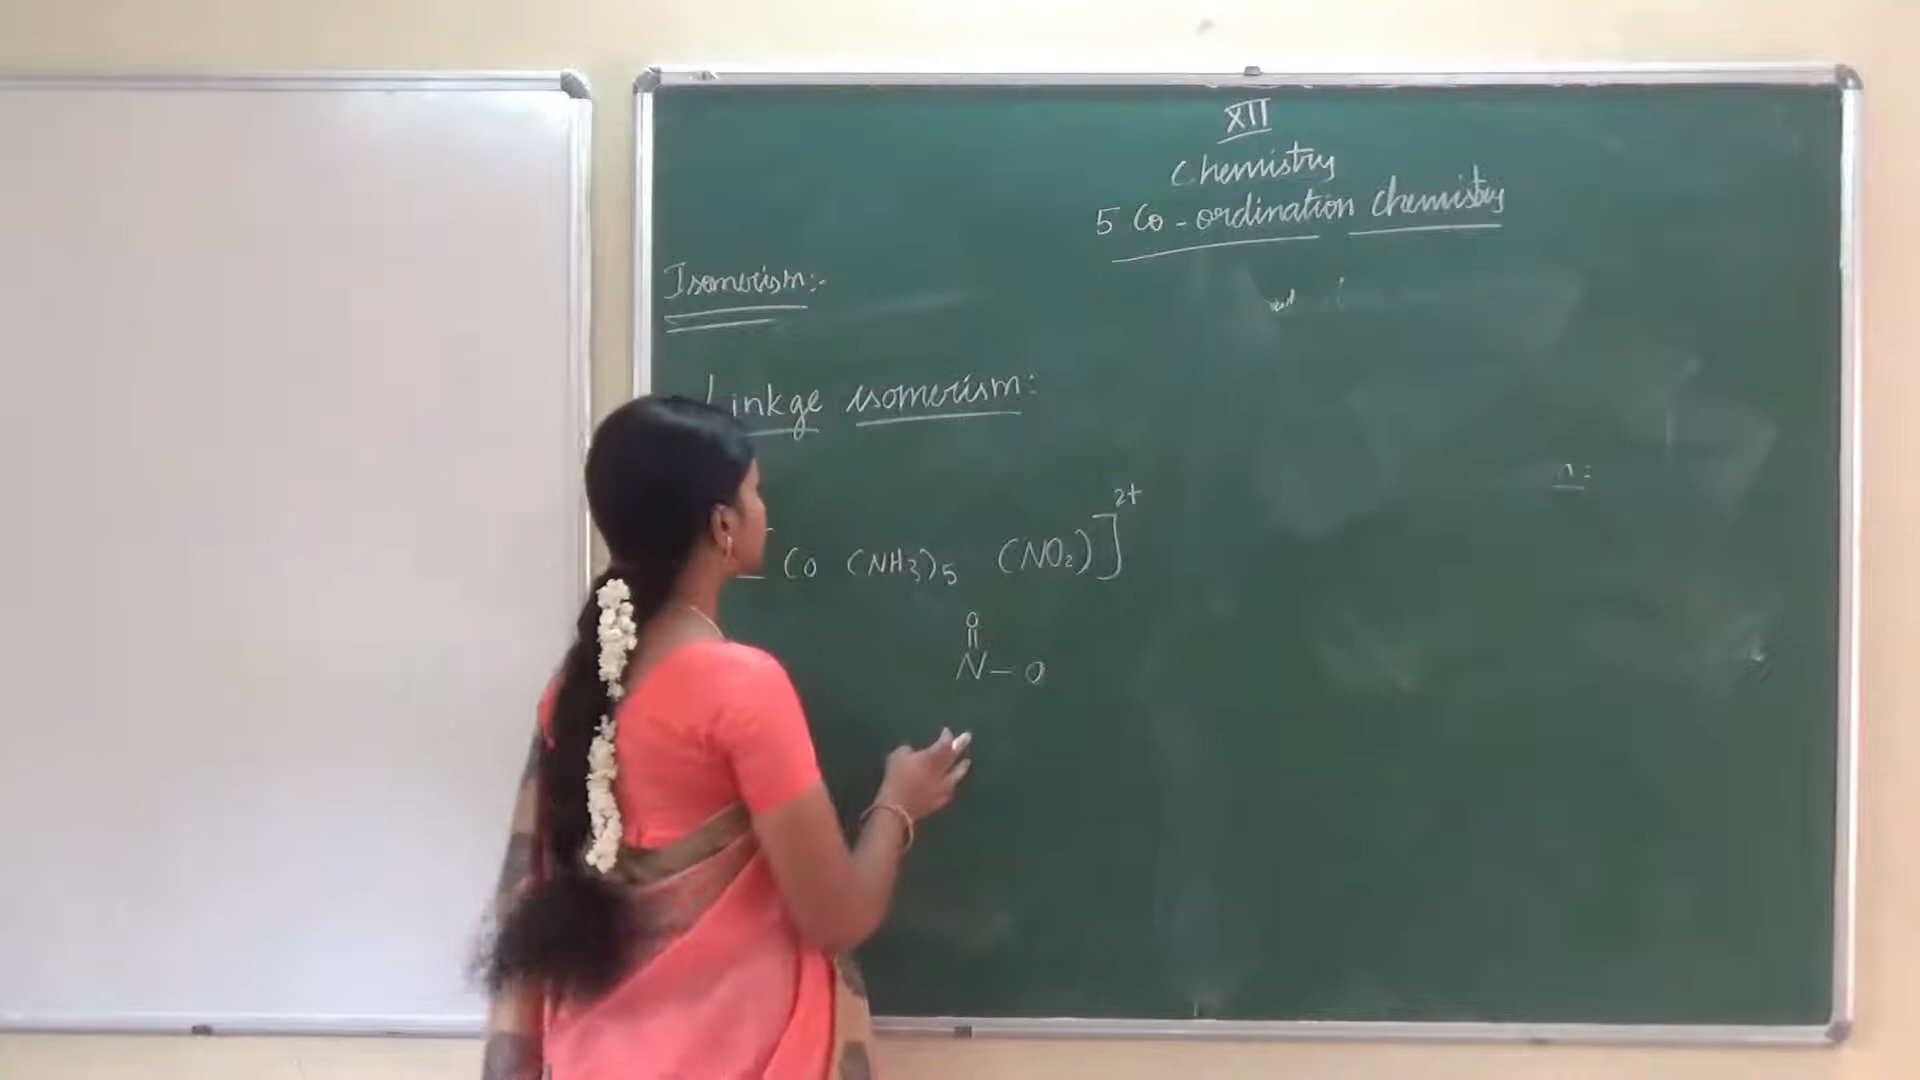 XII
Chemistry
5 Co-ordination chemistry
Isomerism:-
Linkge isomerism:
n:
[Co (NH3)5 (NO2)]2+
O
||
N – O